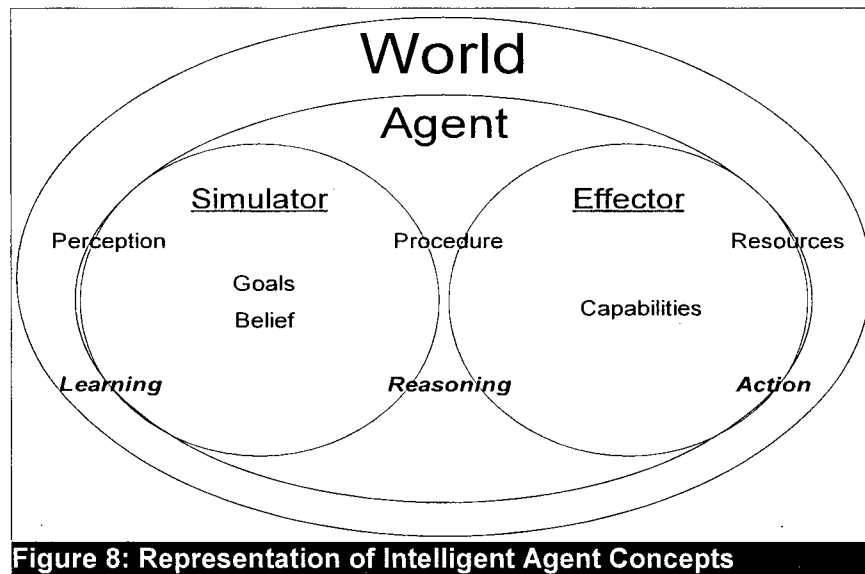 World
Agent
Simulator Effector
Perception Procedure Resources
Goals
Belief Capabilities
Learning Reasoning Action
Figure 8: Representation of Intelligent Agent Concepts